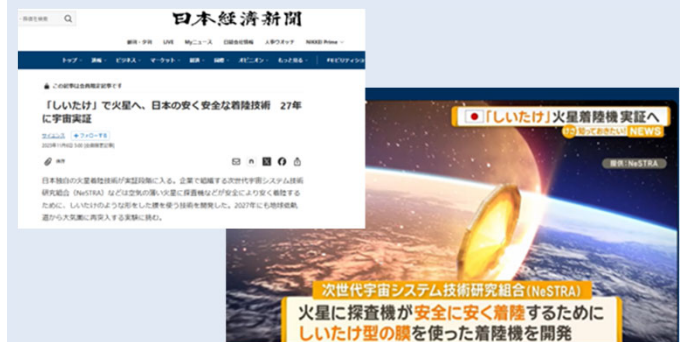 日本経済新聞
朝刊・夕刊 LIVE Myニュース 日経会社情報 人事ウオッチ NIKKEI Prime
トップ 速報 ビジネス マーケット 経済 国際 オピニオン もっと見る
この記事は会員限定記事です
「しいたけ」で火星へ、日本の安く安全な着陸技術 27年
に宇宙実証
サイエンス +フォローする
保存
日本独自の火星着陸技術が実証段階に入る。企業で組織する次世代宇宙システム技術
研究組合(NeSTRA)などは空気の薄い火星に探査機などが安全により安く着陸する
ために、しいたけのような形をした膜を使う技術を開発した。2027年にも地球低軌
道から大気圏に再突入する実験に挑む。
「しいたけ」火星着陸機 実証へ
知っておきたい! NEWS
提供:NeSTRA
次世代宇宙システム技術研究組合(NeSTRA)
火星に探査機が安全に安く着陸するために
しいたけ型の膜を使った着陸機を開発